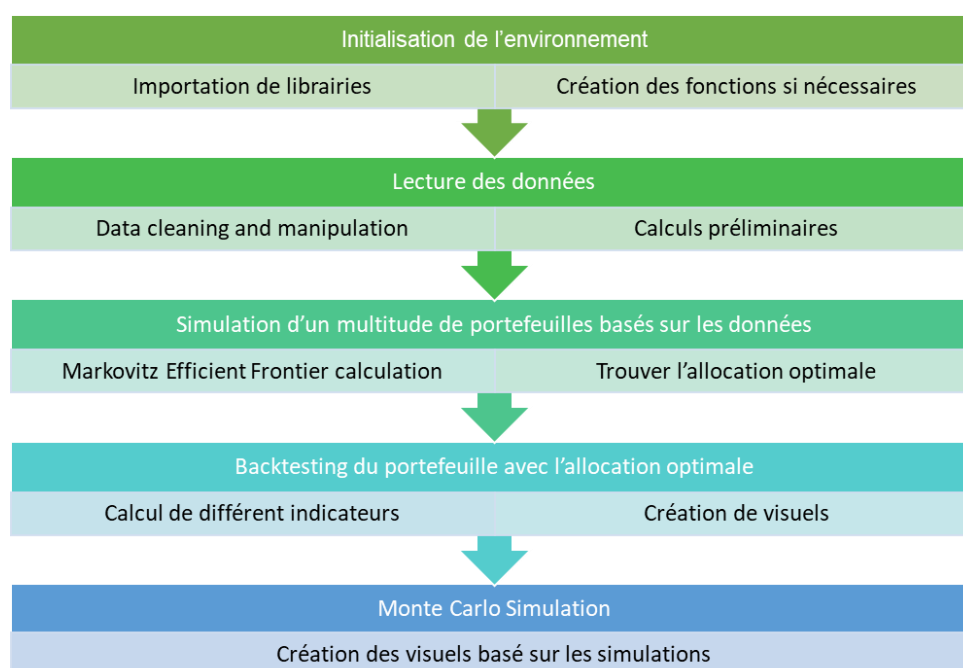 Initialisation de l'environnement
Importation de librairies
Création des fonctions si nécessaires
Lecture des données
Data cleaning and manipulation
Calculs préliminaires
Simulation d'un multitude de portefeuilles basés sur les données
Markovitz Efficient Frontier calculation
Trouver l'allocation optimale
Backtesting du portefeuille avec l'allocation optimale
Calcul de différent indicateurs
Création de visuels
Monte Carlo Simulation
Création des visuels basé sur les simulations